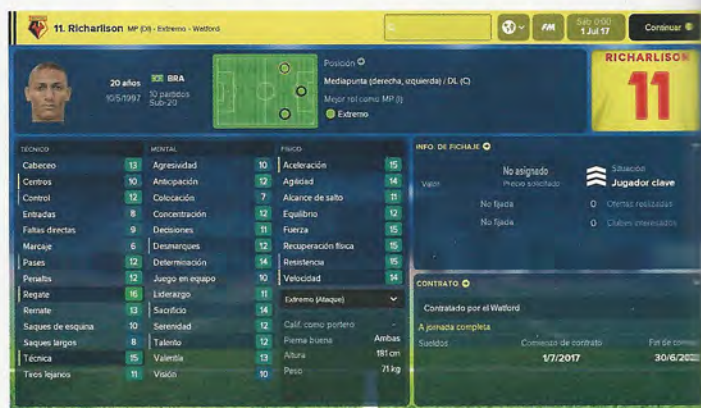 11. Richarlison MP (DI) - Extremo - Watford
FM
Sáb 0:00
1 Jul 17
Continuar
20 años
10/5/1997
BRA
10 partidos
Sub-20
Posición
Mediapunta (derecha, izquierda) / DL (C)
Mejor rol como MP (I):
Extremo
RICHARLISON
11
TÉCNICO
Cabeceo 13
Centros 10
Control 12
Entradas 8
Faltas directas 9
Marcaje 6
Pases 12
Penaltis 12
Regate 16
Remate 13
Saques de esquina 10
Saques largos 8
Técnica 15
Tiros lejanos 11
MENTAL
Agresividad 10
Anticipación 12
Colocación 7
Concentración 12
Decisiones 11
Desmarques 12
Determinación 14
Juego en equipo 10
Liderazgo 11
Sacrificio 14
Serenidad 12
Talento 12
Valentía 13
Visión 10
FÍSICO
Aceleración 15
Agilidad 14
Alcance de salto 11
Equilibrio 12
Fuerza 15
Recuperación física 15
Resistencia 15
Velocidad 14
Extremo (Ataque)
Calif. como portero -
Pierna buena Ambas
Altura 181 cm
Peso 71 kg
INFO. DE FICHAJE
Valor
No asignado
Precio solicitado
Situación
Jugador clave
No fijada 0 Ofertas realizadas
No fijada 0 Clubes interesados
CONTRATO
Contratado por el Watford
A jornada completa
Sueldos Comienzo de contrato Fin de
1/7/2017 30/6/202